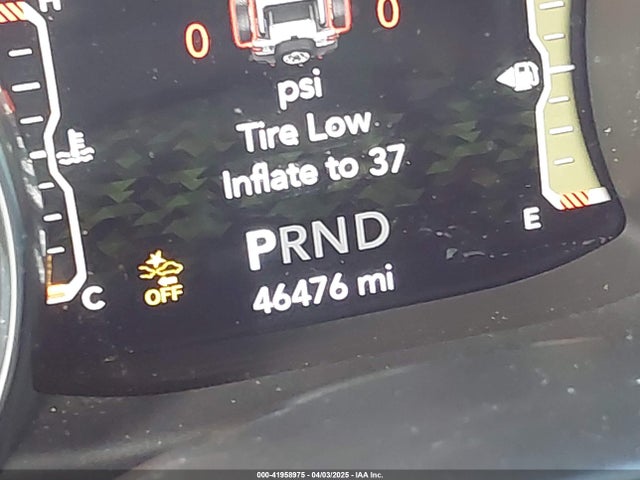 H
0 0
psi
Tire Low
Inflate to 37
PRND
E
OFF
C
46476 mi
000-41958975 - 04/03/2025 - IAA Inc.